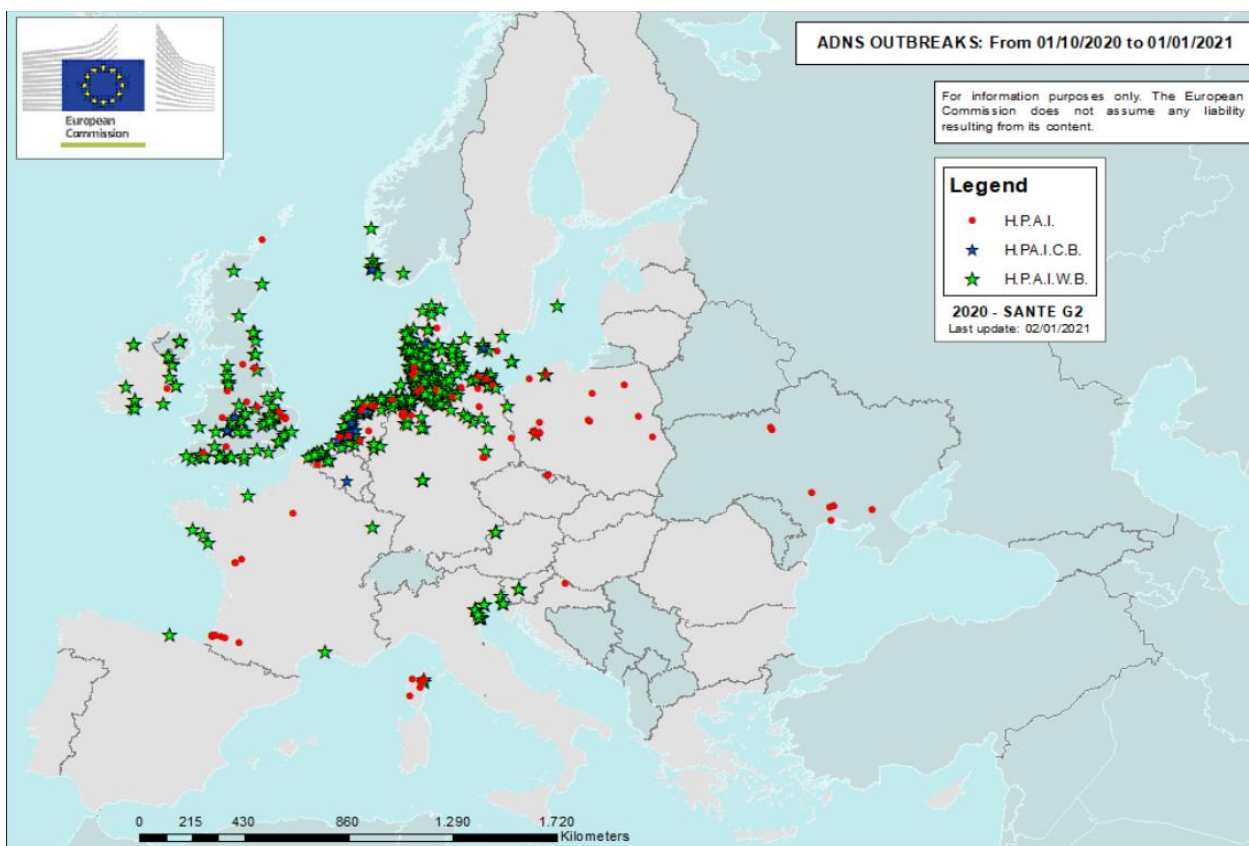 European
Commission
ADNS OUTBREAKS: From 01/10/2020 to 01/01/2021
For information purposes only. The European
Commission does not assume any liability
resulting from its content.
Legend
H.P.A.I.
H.PA.I.C.B.
H.P.A.I.W.B.
2020 - SANTE G2
Last update: 02/01/2021
0 215 430 860 1.290 1.720
Kilometers